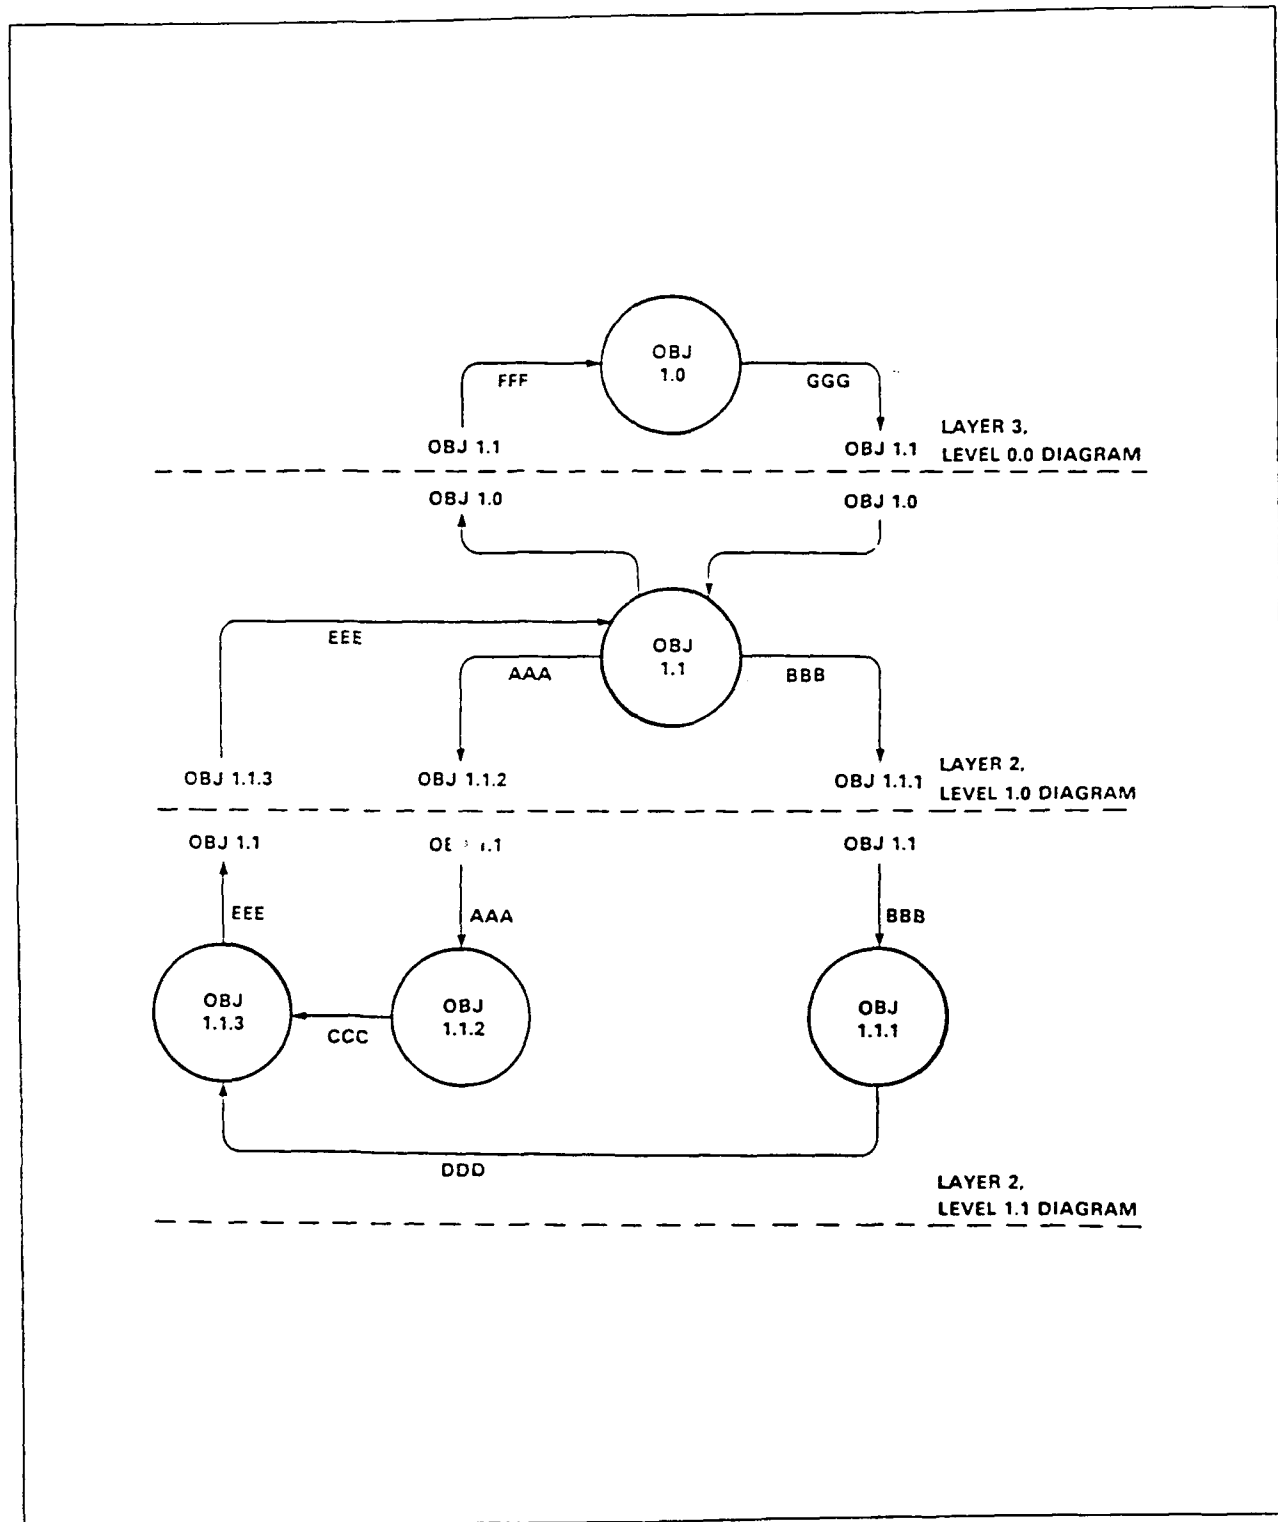 OBJ
1.0
FFF
GGG
OBJ 1.1
OBJ 1.1
LAYER 3,
LEVEL 0.0 DIAGRAM
OBJ 1.0
OBJ 1.0
EEE
OBJ
1.1
AAA
BBB
OBJ 1.1.3
OBJ 1.1.2
OBJ 1.1.1
LAYER 2,
LEVEL 1.0 DIAGRAM
OBJ 1.1
1.1
OBJ 1.1
EEE
AAA
BBB
OBJ
1.1.3
OBJ
1.1.2
OBJ
1.1.1
CCC
DDD
LAYER 2,
LEVEL 1.1 DIAGRAM